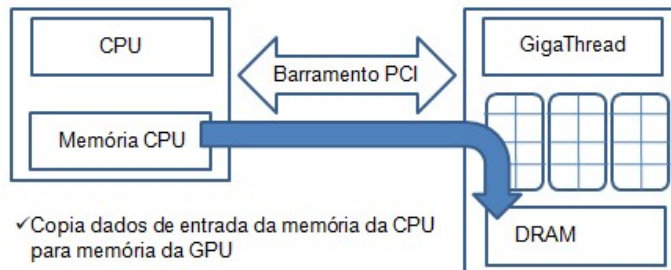 CPU
GigaThread
Barramento PCI
Memória CPU
✓Copia dados de entrada da memória da CPU
para memória da GPU
DRAM